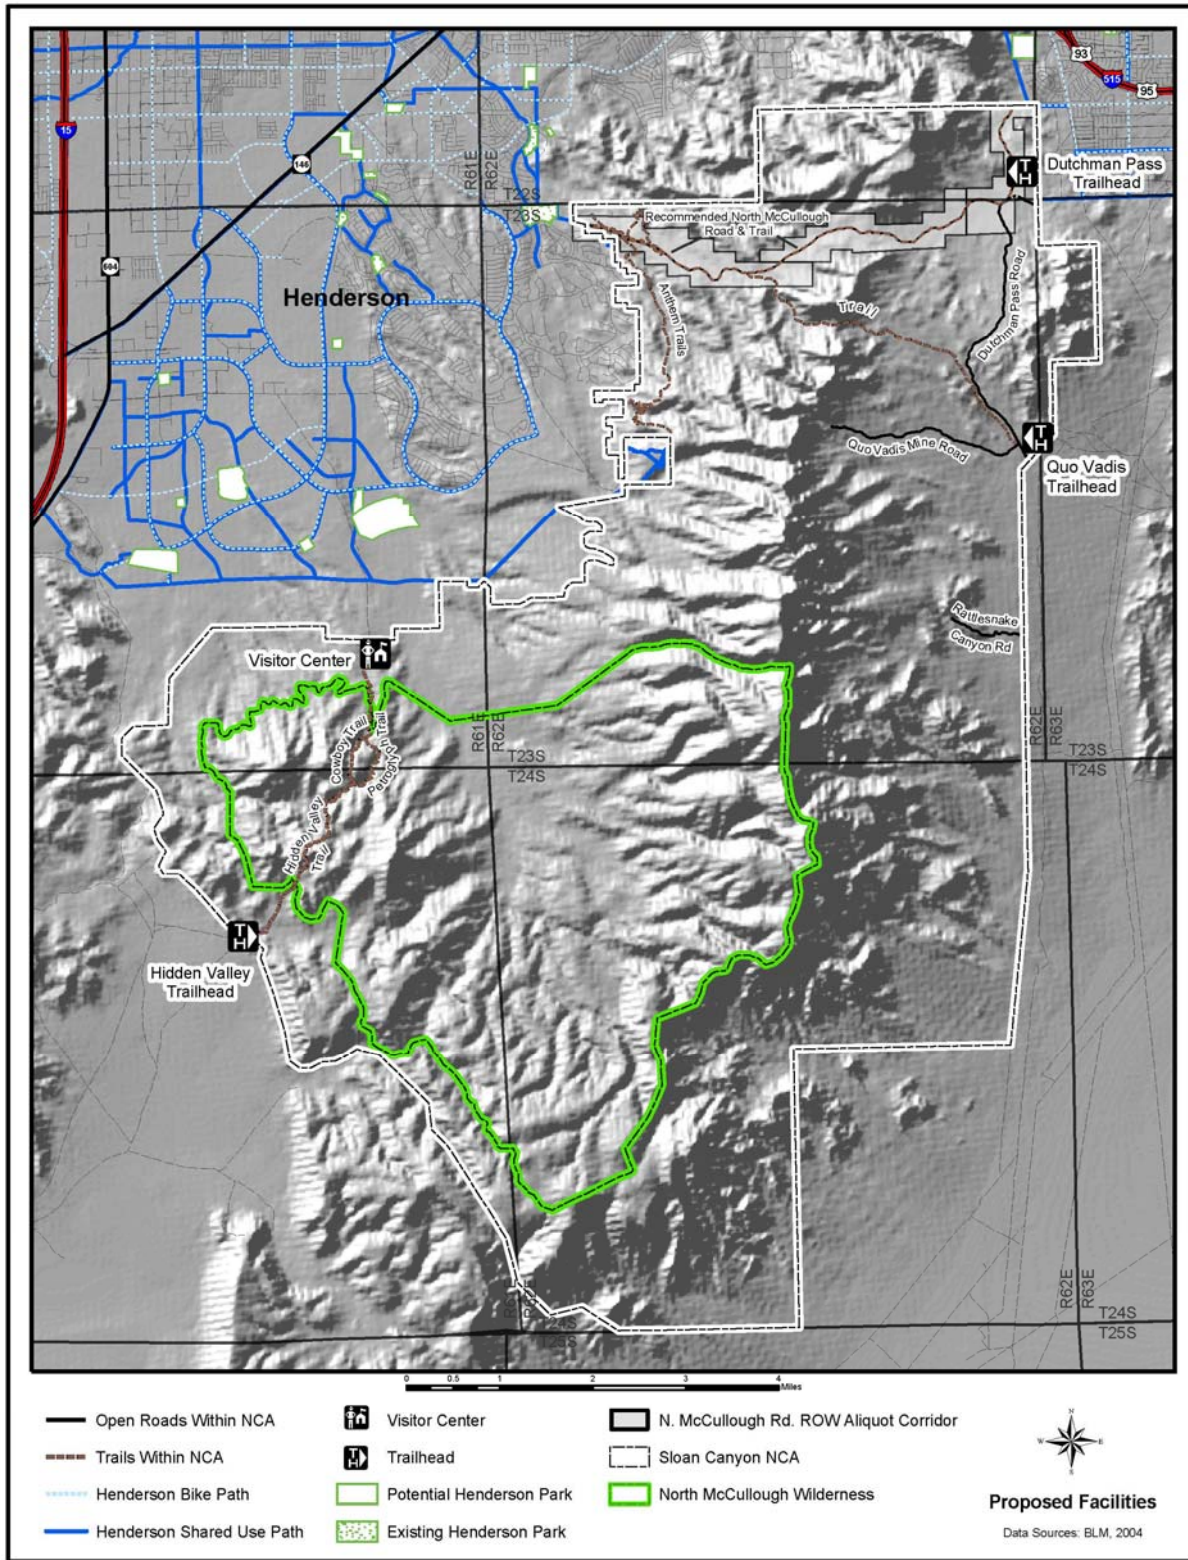 93
515
95
15
146
R61E
R62E
T22S
T23S
Dutchman Pass
Trailhead
T
H
Recommended North McCullough
Road & Trail
604
Henderson
Anthem Trails
Trail
Dutchman Pass Road
Quo Vadis Mine Road
T
H
Quo Vadis
Trailhead
Rattlesnake
Canyon Rd
Visitor Center
R61E
R62E
R62E
R63E
T23S
T24S
T23S
T24S
Cowboy Trail
Petroglyph Trail
Hidden Valley
Trail
T
H
Hidden Valley
Trailhead
R61E
R62E
R62E
R63E
T24S
T25S
T24S
T25S
0 0.5 1 2 3 4
Miles
Open Roads Within NCA
Trails Within NCA
Henderson Bike Path
Henderson Shared Use Path
Visitor Center
T
H
Trailhead
Potential Henderson Park
Existing Henderson Park
N. McCullough Rd. ROW Aliquot Corridor
Sloan Canyon NCA
North McCullough Wilderness
N
W E
S
Proposed Facilities
Data Sources: BLM, 2004